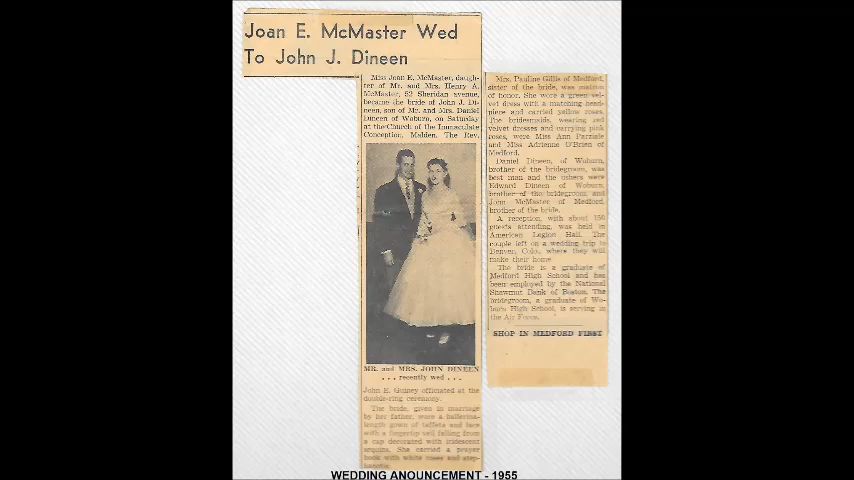 Joan E. McMaster Wed
To John J. Dineen
Miss Joan E. McMaster, daugh-
ter of Mr. and Mrs. Henry A.
McMaster, 52 Sheridan avenue,
became the bride of John J. Di-
neen, son of Mr. and Mrs. Daniel
Dineen of Woburn, on Saturday
at the Church of the Immaculate
Conception, Malden. The Rev.
MR. and MRS. JOHN DINEEN
. . . recently wed . . .
John E. Guiney officiated at the
double-ring ceremony.
The bride, given in marriage
by her father, wore a ballerina-
length gown of taffeta and lace
with a fingertip veil falling from
a cap decorated with iridescent
sequins. She carried a prayer
book with white roses and step-
hanotis.
Mrs. Pauline Gillis of Medford,
sister of the bride, was matron
of honor. She wore a green vel-
vet dress with a matching head-
piece and carried yellow roses.
The bridesmaids, wearing red
velvet dresses and carrying pink
roses, were Miss Ann Parziale
and Miss Adrienne O'Brien of
Medford.
Daniel Dineen, of Woburn,
brother of the bridegroom, was
best man and the ushers were
Edward Dineen of Woburn,
brother of the bridegroom and
John McMaster of Medford,
brother of the bride.
A reception, with about 150
guests attending, was held in
American Legion Hall. The
couple left on a wedding trip to
Denver, Colo., where they will
make their home.
The bride is a graduate of
Medford High School and has
been employed by the National
Shawmut Bank of Boston. The
bridegroom, a graduate of Wo-
burn High School, is serving in
the Air Force.
SHOP IN MEDFORD FIRST
WEDDING ANOUNCEMENT - 1955